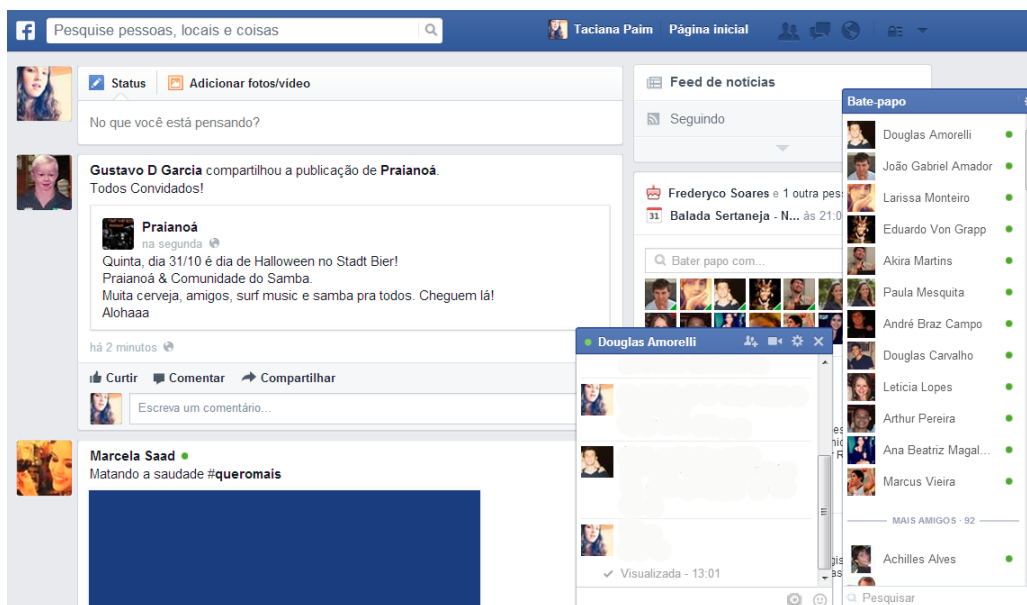 f
Pesquise pessoas, locais e coisas
Taciana Paim Página inicial
Status Adicionar fotos/vídeo
No que você está pensando?
Gustavo D Garcia compartilhou a publicação de Praianoá.
Todos Convidados!
Praianoá
na segunda
Quinta, dia 31/10 é dia de Halloween no Stadt Bier!
Praianoá & Comunidade do Samba.
Muita cerveja, amigos, surf music e samba pra todos. Cheguem lá!
Alohaaa
há 2 minutos
Curtir Comentar Compartilhar
Escreva um comentário...
Marcela Saad
Matando a saudade #queromais
Feed de notícias
Seguindo
Frederyco Soares e 1 outra pes
31 Balada Sertaneja - N... às 21:0
Bater papo com...
Douglas Amorelli
Visualizada - 13:01
Bate-papo
Douglas Amorelli
João Gabriel Amador
Larissa Monteiro
Eduardo Von Grapp
Akira Martins
Paula Mesquita
André Braz Campo
Douglas Carvalho
Leticia Lopes
Arthur Pereira
Ana Beatriz Magal...
Marcus Vieira
MAIS AMIGOS · 92
Achilles Alves
Pesquisar